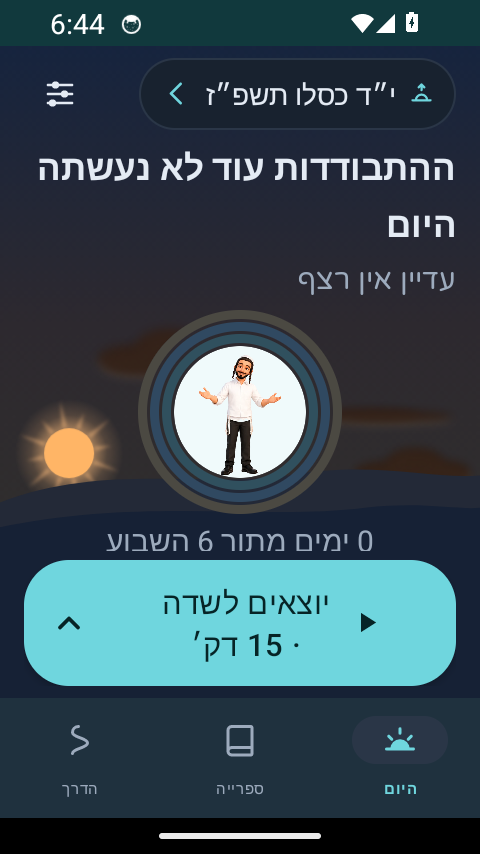 6:44
י״ד כסלו תשפ״ז
ההתבודדות עוד לא נעשתה
היום
עדיין אין רצף
0 ימים מתוך 6 השבוע
יוצאים לשדה
· 15 דק׳
היום
ספרייה
הדרך